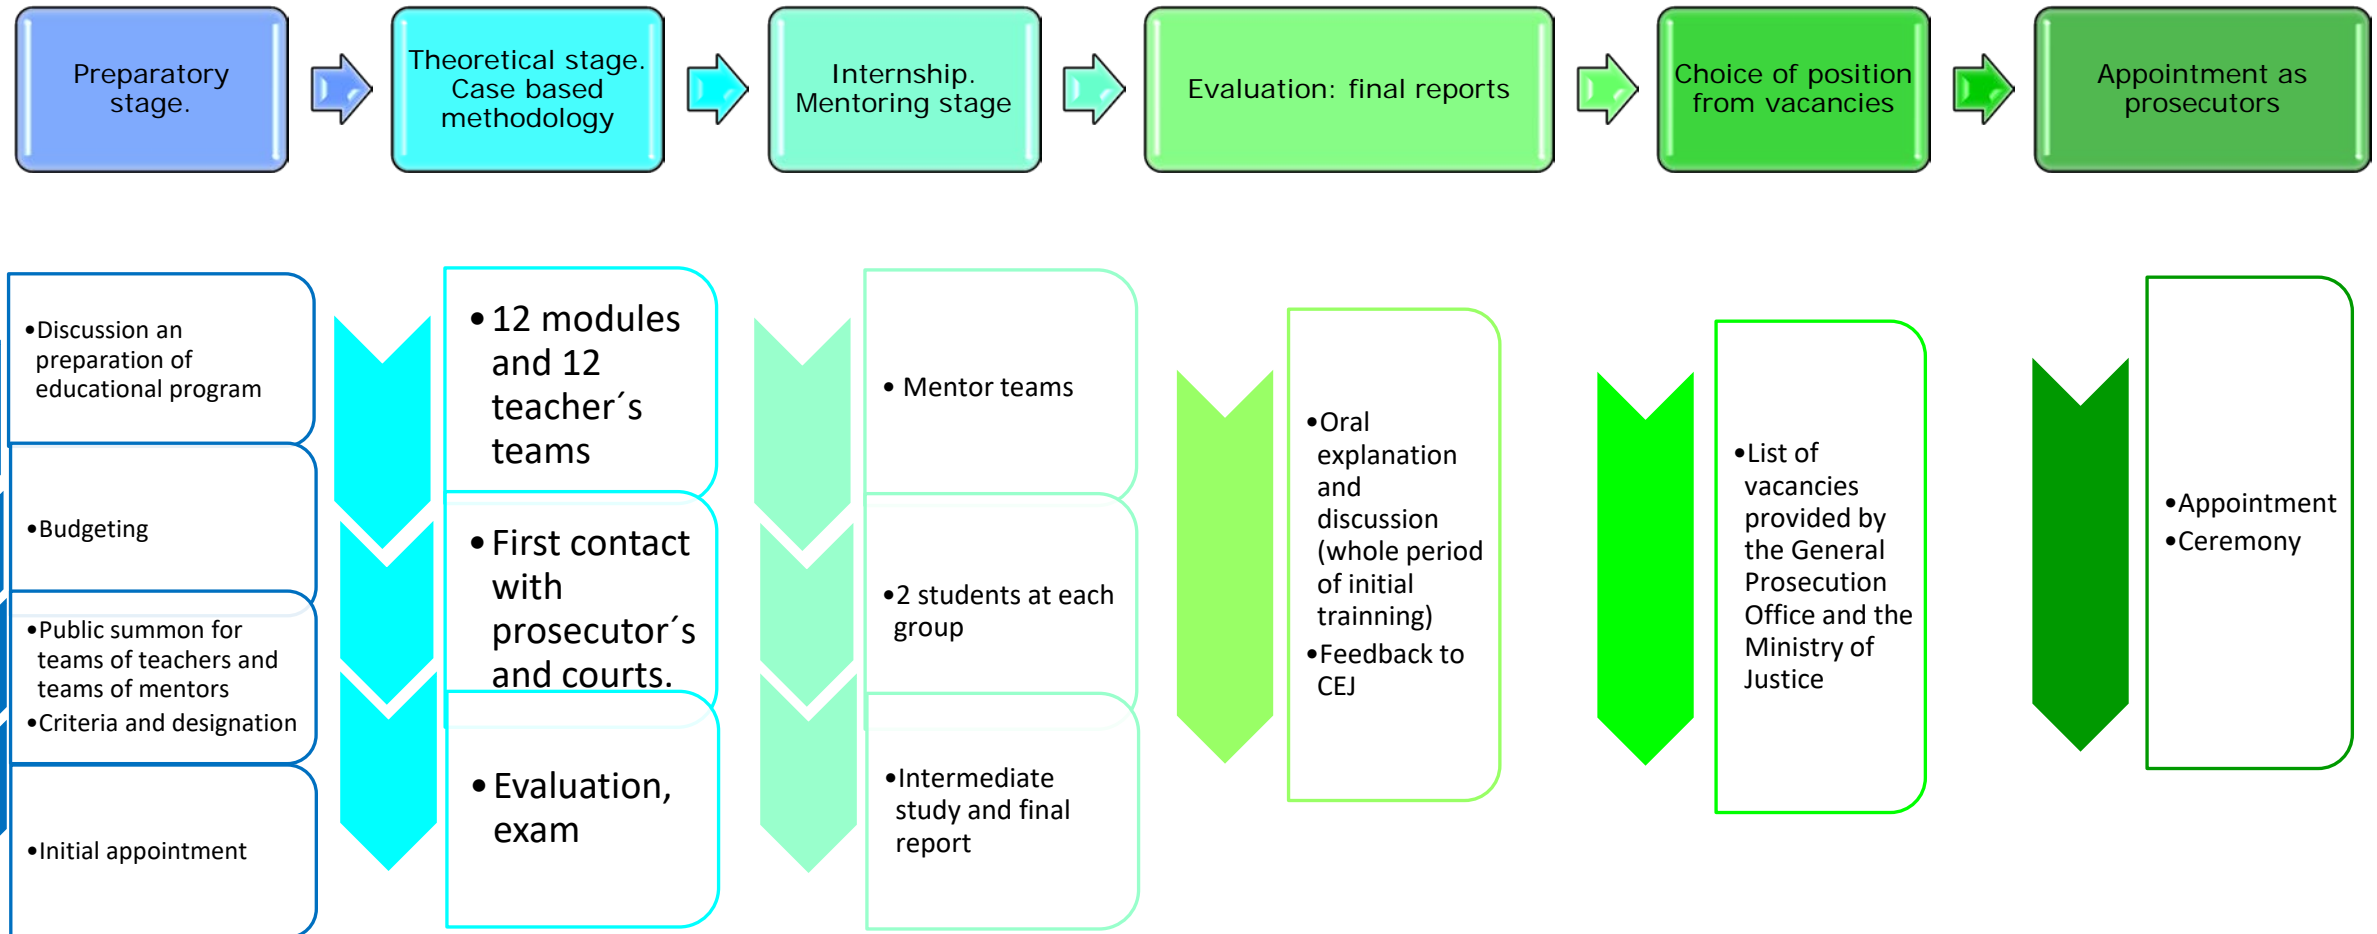 Preparatory
stage.
Theoretical stage.
Case based
methodology
Internship.
Mentoring stage
Evaluation: final reports
Choice of position
from vacancies
Appointment as
prosecutors
•Discussion an
preparation of
educational program
•Budgeting
•Public summon for
teams of teachers and
teams of mentors
•Criteria and designation
•Initial appointment
•12 modules
and 12
teacher´s
teams
•First contact
with
prosecutor´s
and courts.
•Evaluation,
exam
• Mentor teams
•2 students at each
group
•Intermediate
study and final
report
•Oral
explanation
and
discussion
(whole period
of initial
trainning)
•Feedback to
CEJ
•List of
vacancies
provided by
the General
Prosecution
Office and the
Ministry of
Justice
•Appointment
•Ceremony